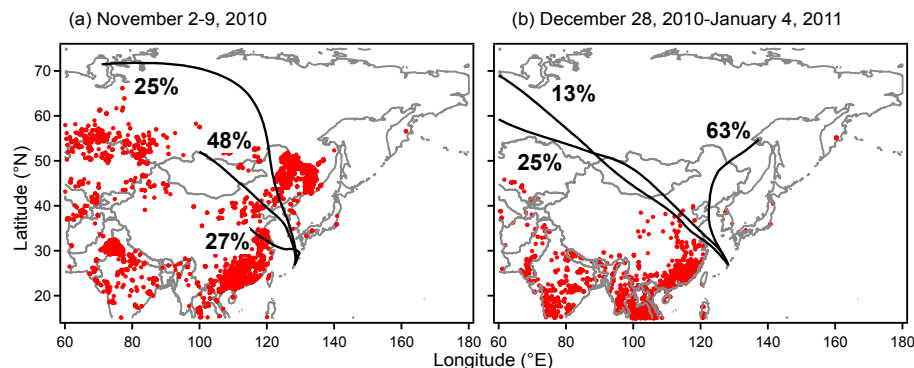 (a) November 2-9, 2010
(b) December 28, 2010-January 4, 2011
Latitude (°N)
70
60
50
40
30
20
25%
48%
27%
13%
63%
25%
60 80 100 120 140 160 180
60 80 100 120 140 160 180
Longitude (°E)